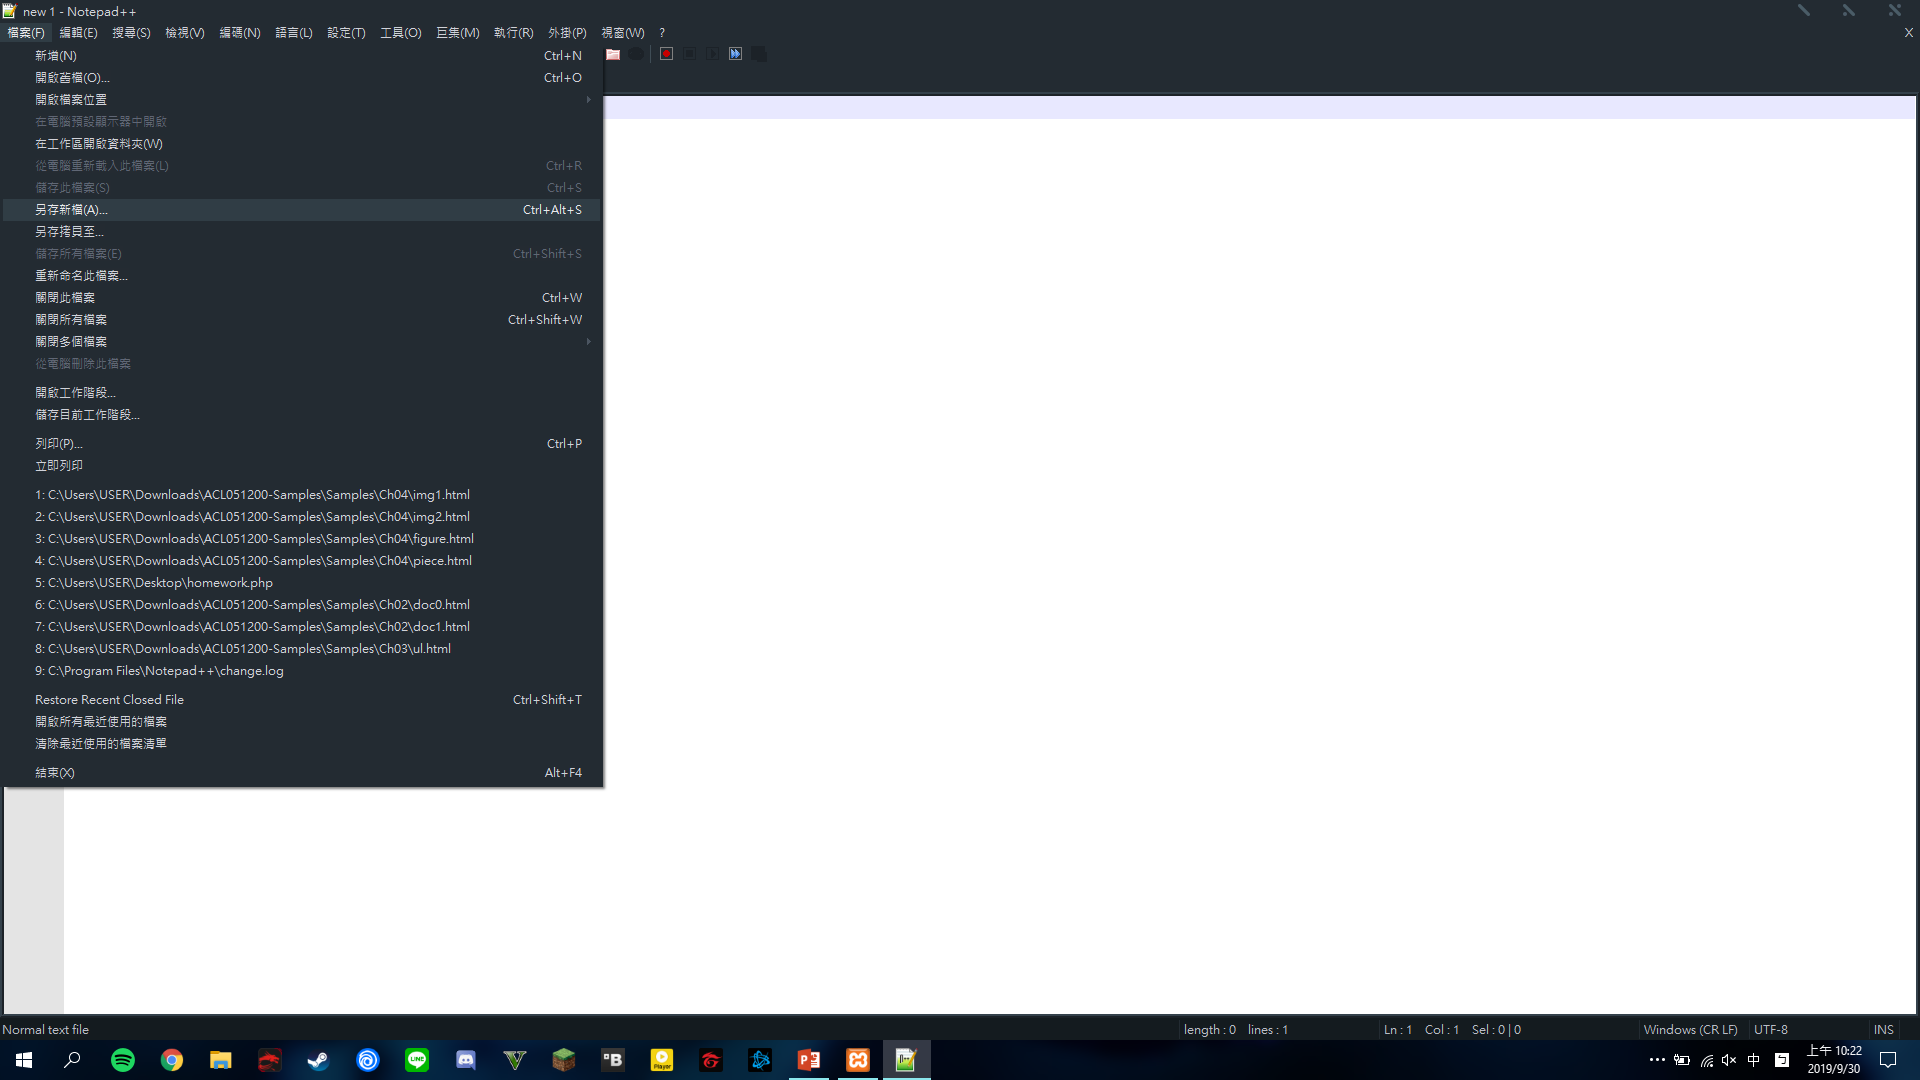 new 1 - Notepad++
檔案(F) 編輯(E) 搜尋(S) 檢視(V) 編碼(N) 語言(L) 設定(T) 工具(O) 巨集(M) 執行(R) 外掛(P) 視窗(W) ? X
新增(N) Ctrl+N
開啟舊檔(O)... Ctrl+O
開啟檔案位置
在電腦預設顯示器中開啟
在工作區開啟資料夾(W)
從電腦重新載入此檔案(L) Ctrl+R
儲存此檔案(S) Ctrl+S
另存新檔(A)... Ctrl+Alt+S
另存拷貝至...
儲存所有檔案(E) Ctrl+Shift+S
重新命名此檔案...
關閉此檔案 Ctrl+W
關閉所有檔案 Ctrl+Shift+W
關閉多個檔案
從電腦刪除此檔案
開啟工作階段...
儲存目前工作階段...
列印(P)... Ctrl+P
立即列印
1: C:\Users\USER\Downloads\ACL051200-Samples\Samples\Ch04\img1.html
2: C:\Users\USER\Downloads\ACL051200-Samples\Samples\Ch04\img2.html
3: C:\Users\USER\Downloads\ACL051200-Samples\Samples\Ch04\figure.html
4: C:\Users\USER\Downloads\ACL051200-Samples\Samples\Ch04\piece.html
5: C:\Users\USER\Desktop\homework.php
6: C:\Users\USER\Downloads\ACL051200-Samples\Samples\Ch02\doc0.html
7: C:\Users\USER\Downloads\ACL051200-Samples\Samples\Ch02\doc1.html
8: C:\Users\USER\Downloads\ACL051200-Samples\Samples\Ch03\ul.html
9: C:\Program Files\Notepad++\change.log
Restore Recent Closed File Ctrl+Shift+T
開啟所有最近使用的檔案
清除最近使用的檔案清單
結束(X) Alt+F4
Normal text file length : 0 lines : 1 Ln : 1 Col : 1 Sel : 0 | 0 Windows (CR LF) UTF-8 INS
LINE B Player 中 ㄅ 上午 10:22
2019/9/30